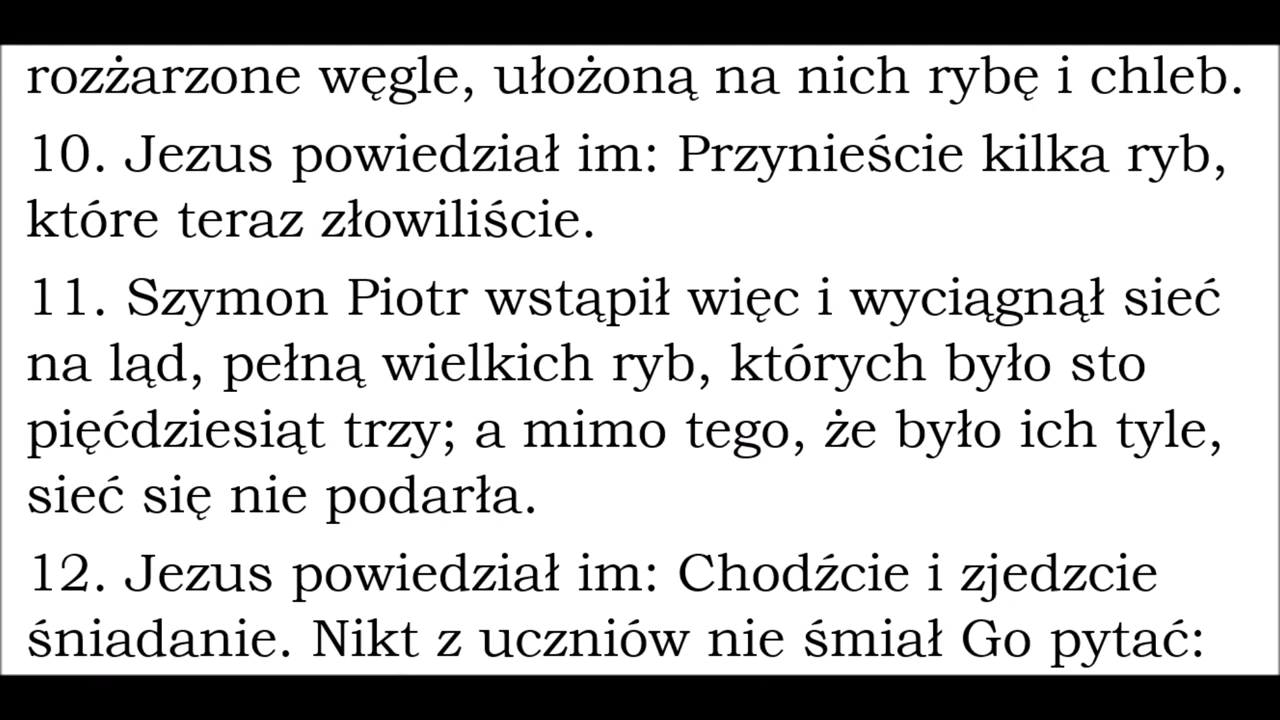 rozżarzone węgle, ułożoną na nich rybę i chleb.
10. Jezus powiedział im: Przynieście kilka ryb,
które teraz złowiliście.
11. Szymon Piotr wstąpił więc i wyciągnął sieć
na ląd, pełną wielkich ryb, których było sto
pięćdziesiąt trzy; a mimo tego, że było ich tyle,
sieć się nie podarła.
12. Jezus powiedział im: Chodźcie i zjedzcie
śniadanie. Nikt z uczniów nie śmiał Go pytać: